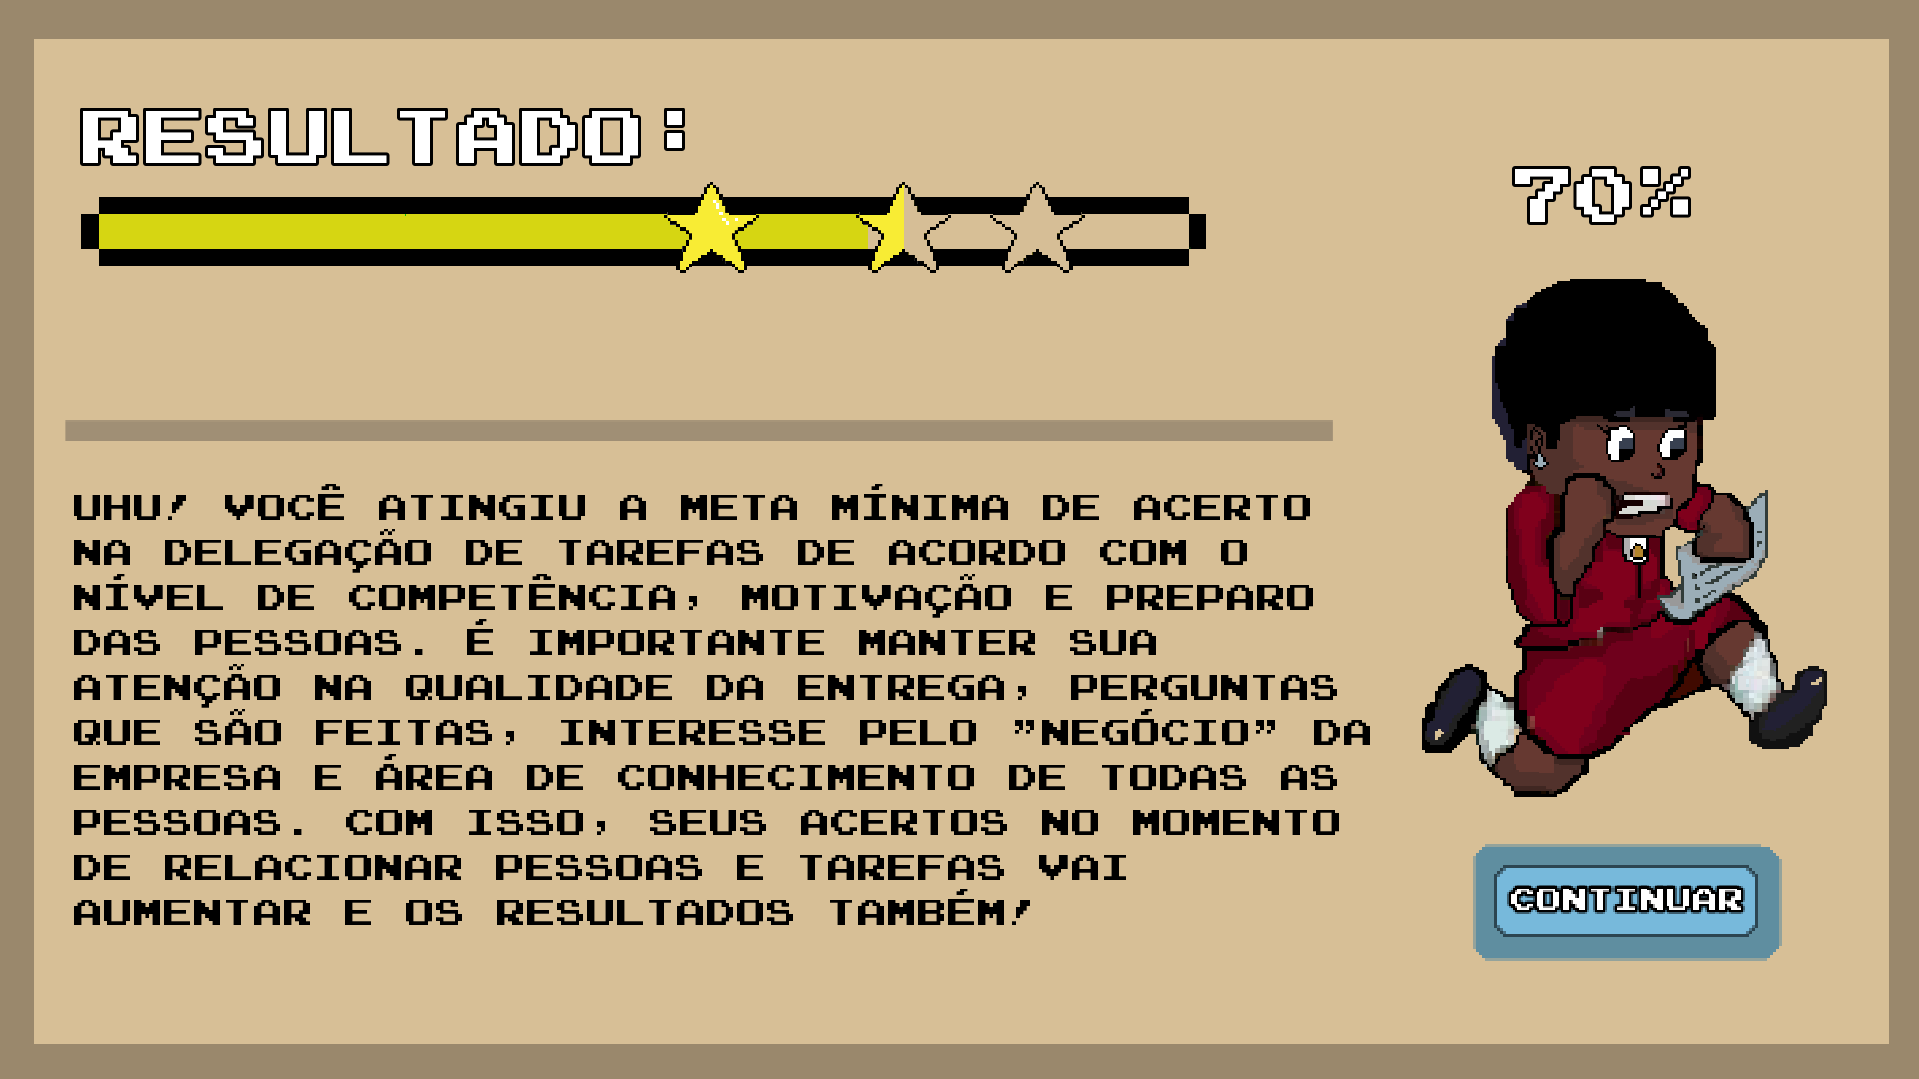 RESULTADO:
70%
UHU! VOCÊ ATINGIU A META MÍNIMA DE ACERTO
NA DELEGAÇÃO DE TAREFAS DE ACORDO COM O
NÍVEL DE COMPETÊNCIA, MOTIVAÇÃO E PREPARO
DAS PESSOAS. É IMPORTANTE MANTER SUA
ATENÇÃO NA QUALIDADE DA ENTREGA, PERGUNTAS
QUE SÃO FEITAS, INTERESSE PELO ”NEGÓCIO” DA
EMPRESA E ÁREA DE CONHECIMENTO DE TODAS AS
PESSOAS. COM ISSO, SEUS ACERTOS NO MOMENTO
DE RELACIONAR PESSOAS E TAREFAS VAI
AUMENTAR E OS RESULTADOS TAMBÉM!
CONTINUAR